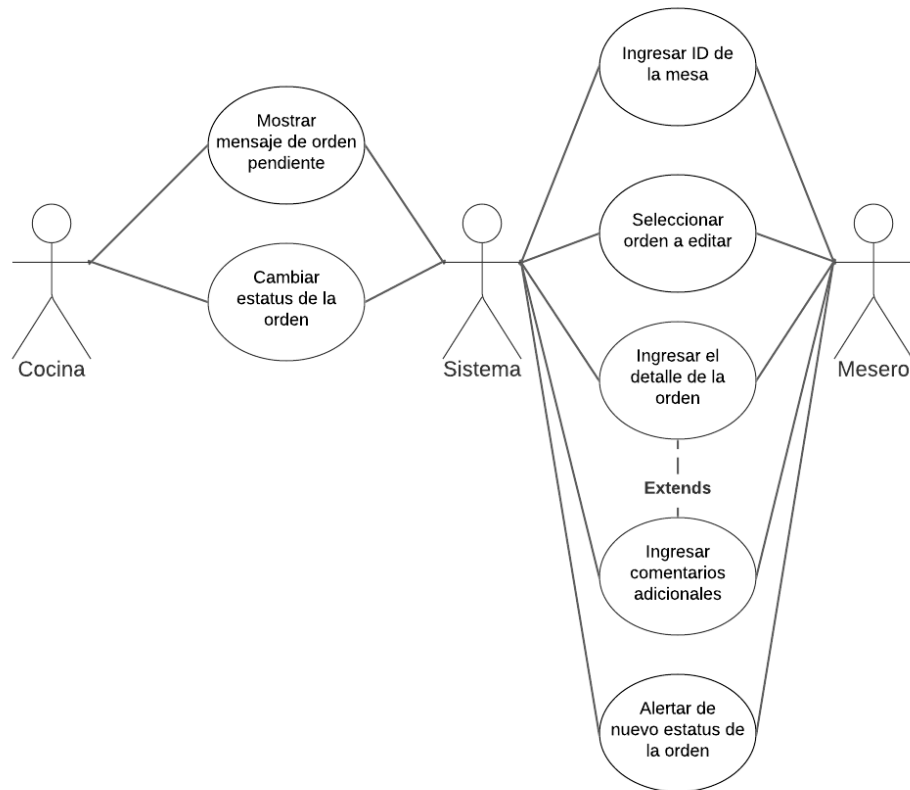 Ingresar ID de
la mesa
Mostrar
mensaje de orden
pendiente
Seleccionar
orden a editar
Cambiar
estatus de la
orden
Cocina
Sistema
Ingresar el
detalle de la
orden
Mesero
Extends
Ingresar
comentarios
adicionales
Alertar de
nuevo estatus de
la orden